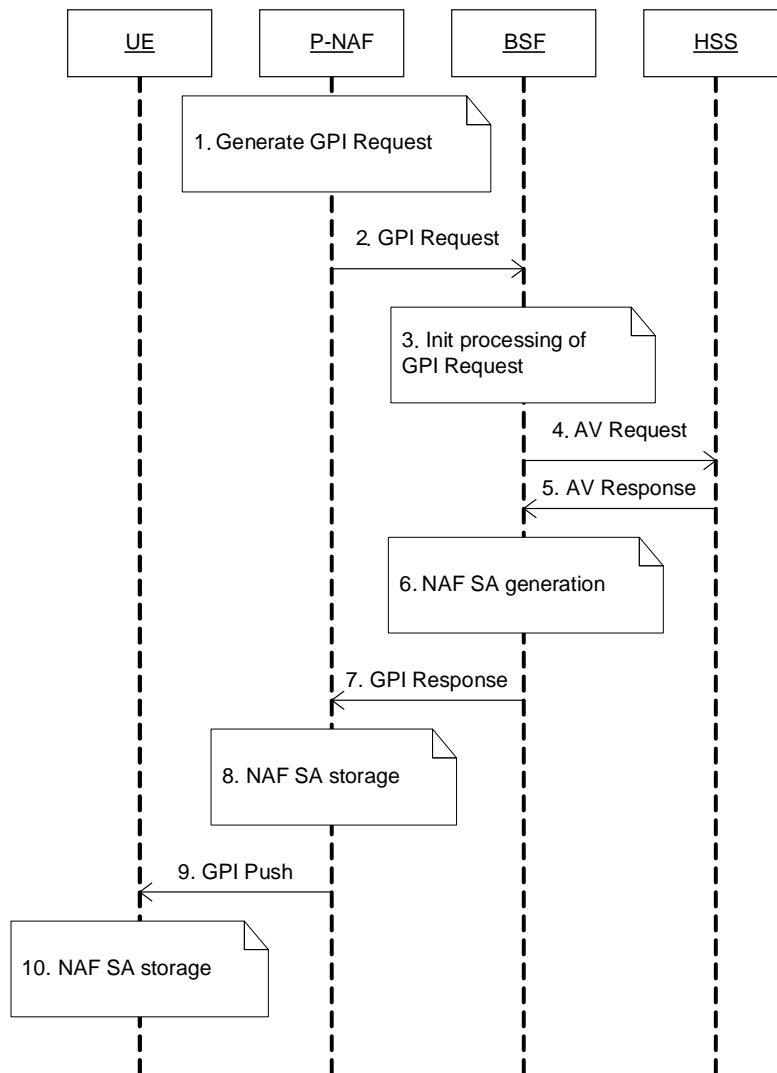 UE
P-NAF
BSF
HSS
1. Generate GPI Request
2. GPI Request
3. Init processing of
GPI Request
4. AV Request
5. AV Response
6. NAF SA generation
7. GPI Response
8. NAF SA storage
9. GPI Push
10. NAF SA storage